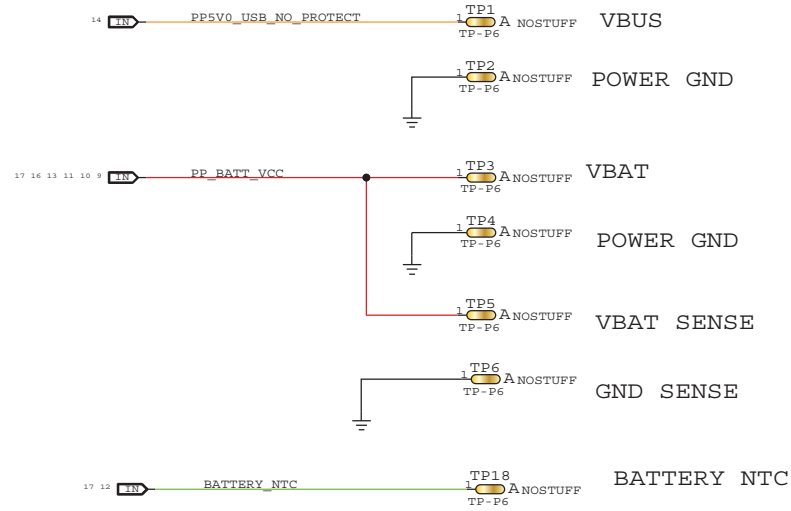 TP1
14 IN PP5V0_USB_NO_PROTECT 1 A NOSTUFF VBUS
TP-P6
TP2
1 A NOSTUFF POWER GND
TP-P6
TP3
17 16 13 11 10 9 IN PP_BATT_VCC 1 A NOSTUFF VBAT
TP-P6
TP4
1 A NOSTUFF POWER GND
TP-P6
TP5
1 A NOSTUFF VBAT SENSE
TP-P6
TP6
1 A NOSTUFF GND SENSE
TP-P6
TP18
17 12 IN BATTERY_NTC 1 A NOSTUFF BATTERY NTC
TP-P6